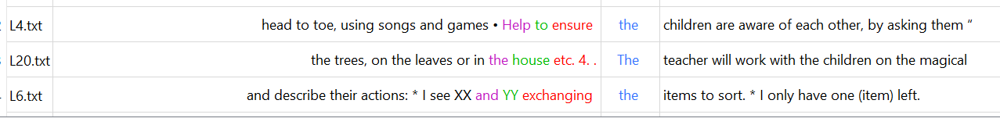 L4.txt head to toe, using songs and games • Help to ensure the children are aware of each other, by asking them “
L20.txt the trees, on the leaves or in the house etc. 4. . The teacher will work with the children on the magical
L6.txt and describe their actions: * I see XX and YY exchanging the items to sort. * I only have one (item) left.